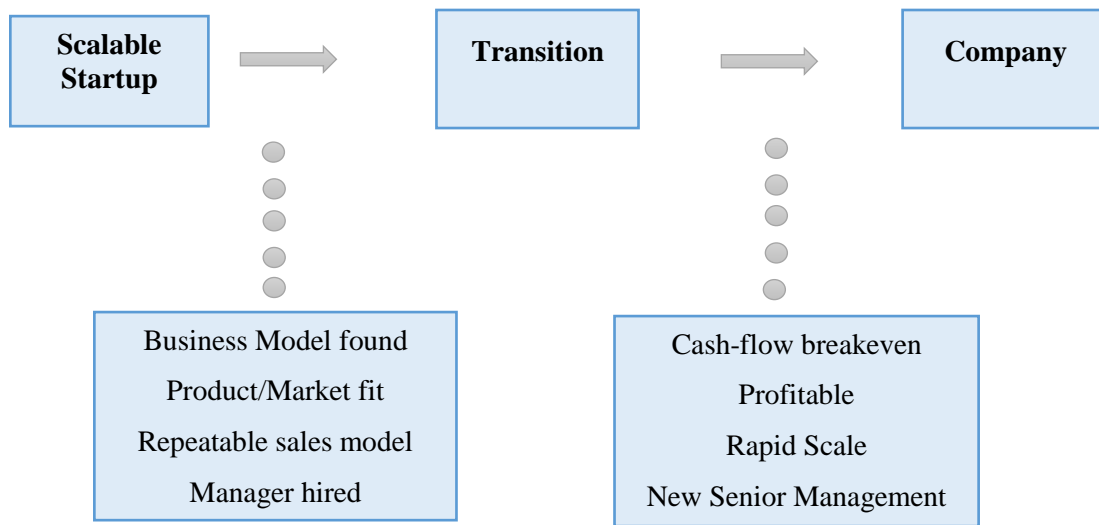 Scalable
Startup
Transition
Company
Business Model found
Product/Market fit
Repeatable sales model
Manager hired
Cash-flow breakeven
Profitable
Rapid Scale
New Senior Management